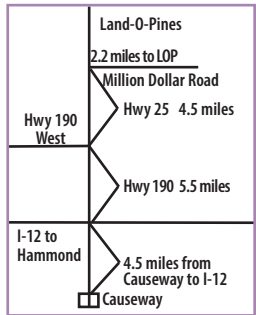 Land-O-Pines
2.2 miles to LOP
Million Dollar Road
Hwy 25 4.5 miles
Hwy 190
West
Hwy 190 5.5 miles
I-12 to
Hammond
4.5 miles from
Causeway to I-12
Causeway